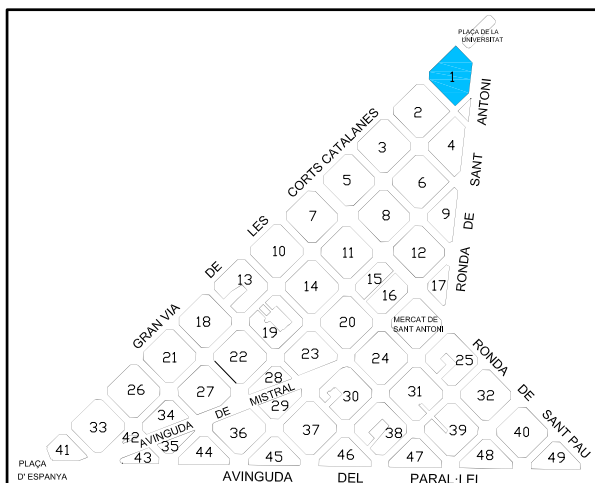 PLAÇA DE LA
UNIVERSITAT
1
2
ANTONI
CORTS CATALANES
3
4
SANT
5
6
7
8
9
DE
LES
10
11
12
RONDA
DE
13
14
15
16
17
GRAN VIA
18
19
20
MERCAT DE
SANT ANTONI
21
22
23
24
25
RONDA
26
27
28
MISTRAL
29
30
31
32
DE
33
34
DE
AVINGUDA
35
36
37
38
39
40
SANT PAU
41
42
43
44
45
46
47
48
49
PLAÇA
D' ESPANYA
AVINGUDA DEL PARAL·LEL